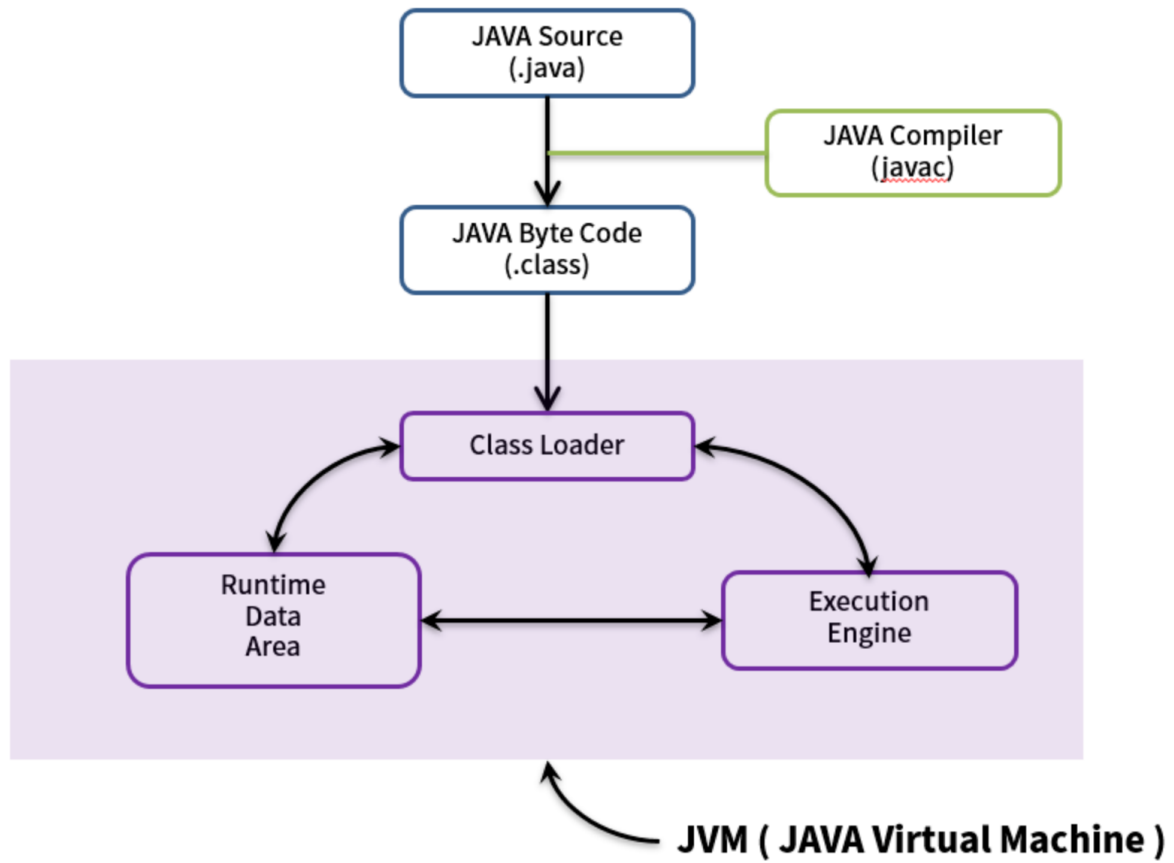 JAVA Source
(.java)
JAVA Compiler
(javac)
JAVA Byte Code
(.class)
Class Loader
Runtime
Data
Area
Execution
Engine
JVM ( JAVA Virtual Machine )